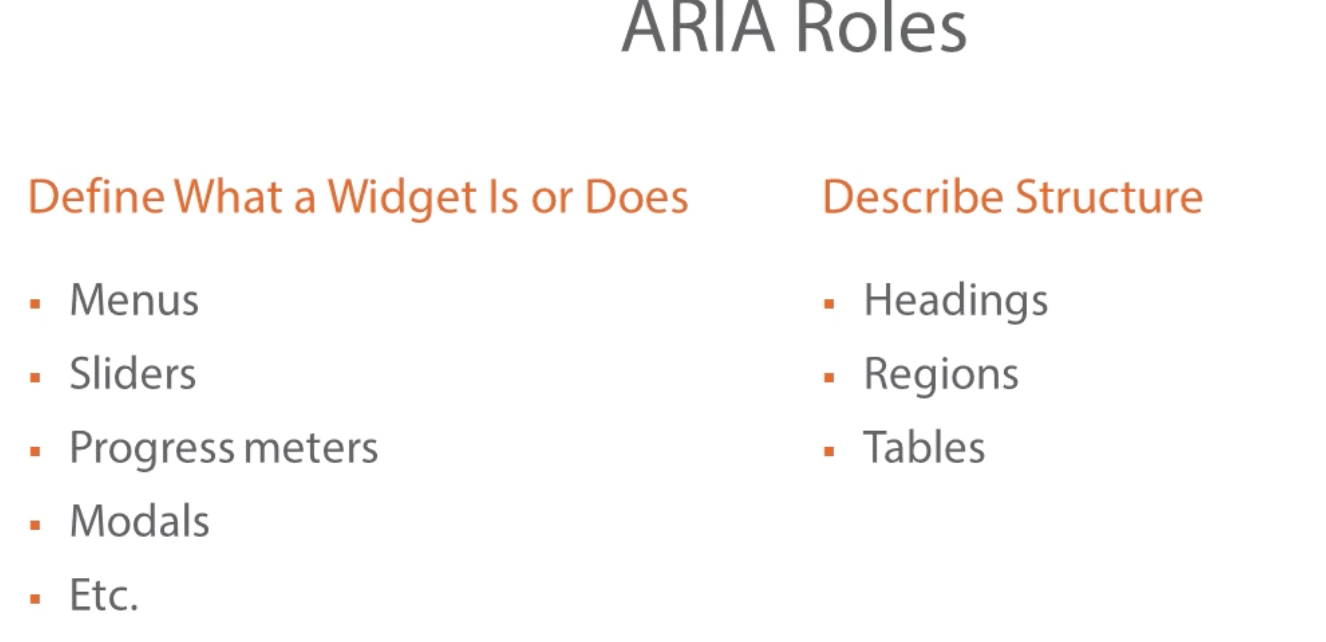 ARIA Roles
Define What a Widget Is or Does
Menus
Sliders
Progress meters
Modals
Etc.
Describe Structure
Headings
Regions
Tables